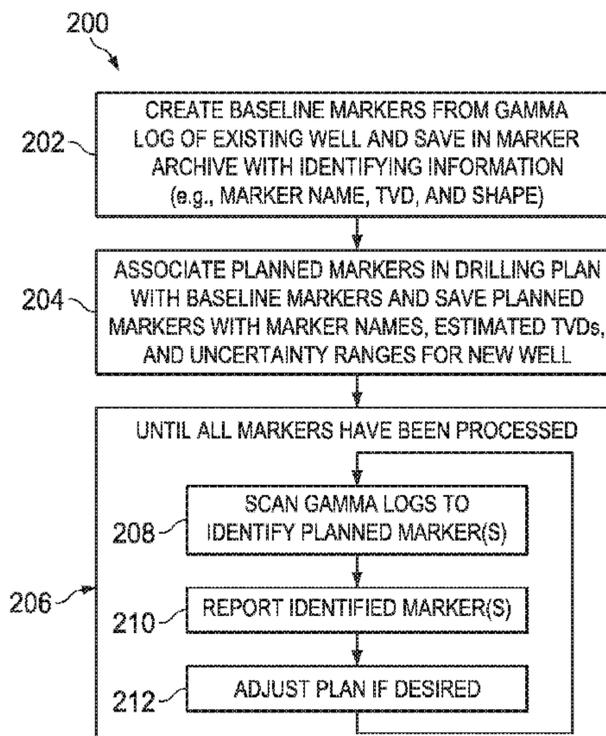 200
202
CREATE BASELINE MARKERS FROM GAMMA
LOG OF EXISTING WELL AND SAVE IN MARKER
ARCHIVE WITH IDENTIFYING INFORMATION
(e.g., MARKER NAME, TVD, AND SHAPE)
204
ASSOCIATE PLANNED MARKERS IN DRILLING PLAN
WITH BASELINE MARKERS AND SAVE PLANNED
MARKERS WITH MARKER NAMES, ESTIMATED TVDs,
AND UNCERTAINTY RANGES FOR NEW WELL
206
UNTIL ALL MARKERS HAVE BEEN PROCESSED
208
SCAN GAMMA LOGS TO
IDENTIFY PLANNED MARKER(S)
210
REPORT IDENTIFIED MARKER(S)
212
ADJUST PLAN IF DESIRED